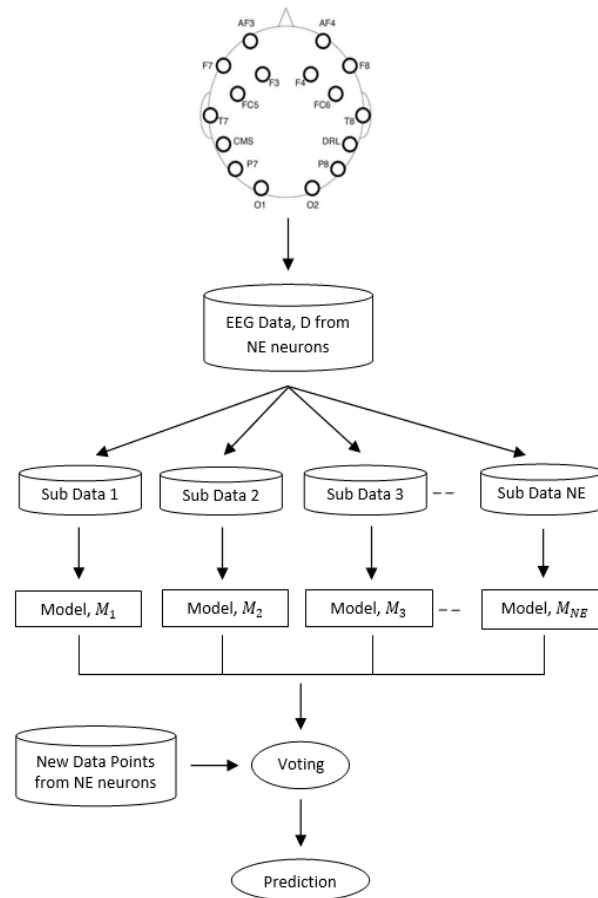 AF3 AF4
F7 F8
F3 F4
FC5 FC6
T7 T8
CMS DRL
P7 P8
O1 O2
EEG Data, D from
NE neurons
Sub Data 1 Sub Data 2 Sub Data 3 -- Sub Data NE
Model, M₁ Model, M₂ Model, M₃ -- Model, M_NE
New Data Points
from NE neurons
Voting
Prediction